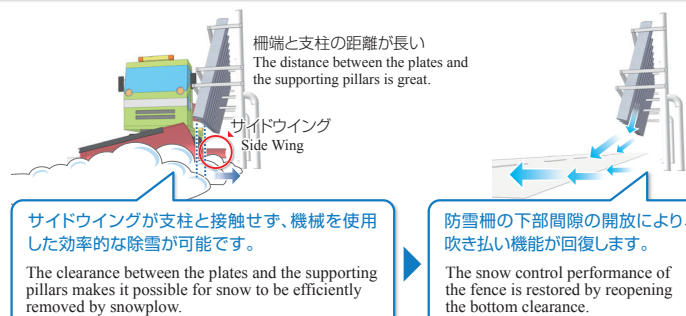 柵端と支柱の距離が長い
The distance between the plates and
the supporting pillars is great.
サイドウイング
Side Wing
サイドウイングが支柱と接触せず、機械を使用
した効率的な除雪が可能です。
The clearance between the plates and the supporting
pillars makes it possible for snow to be efficiently
removed by snowplow.
防雪柵の下部間隙の開放により、
吹き払い機能が回復します。
The snow control performance of
the fence is restored by reopening
the bottom clearance.